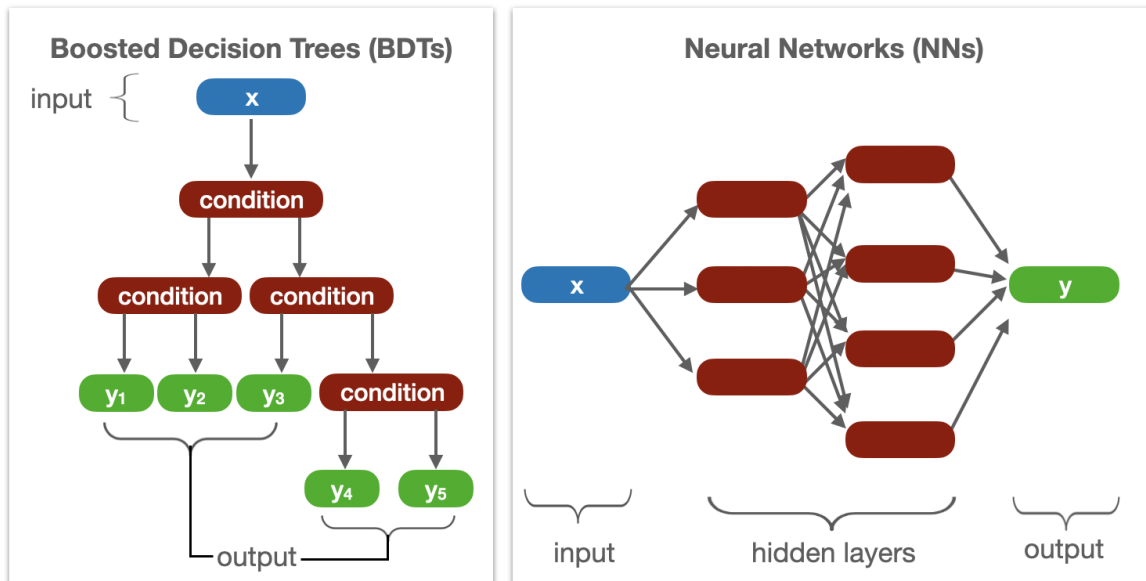 Boosted Decision Trees (BDTs)
input
x
condition
condition
condition
y₁
y₂
y₃
condition
y₄
y₅
output
Neural Networks (NNs)
x
y
input
hidden layers
output